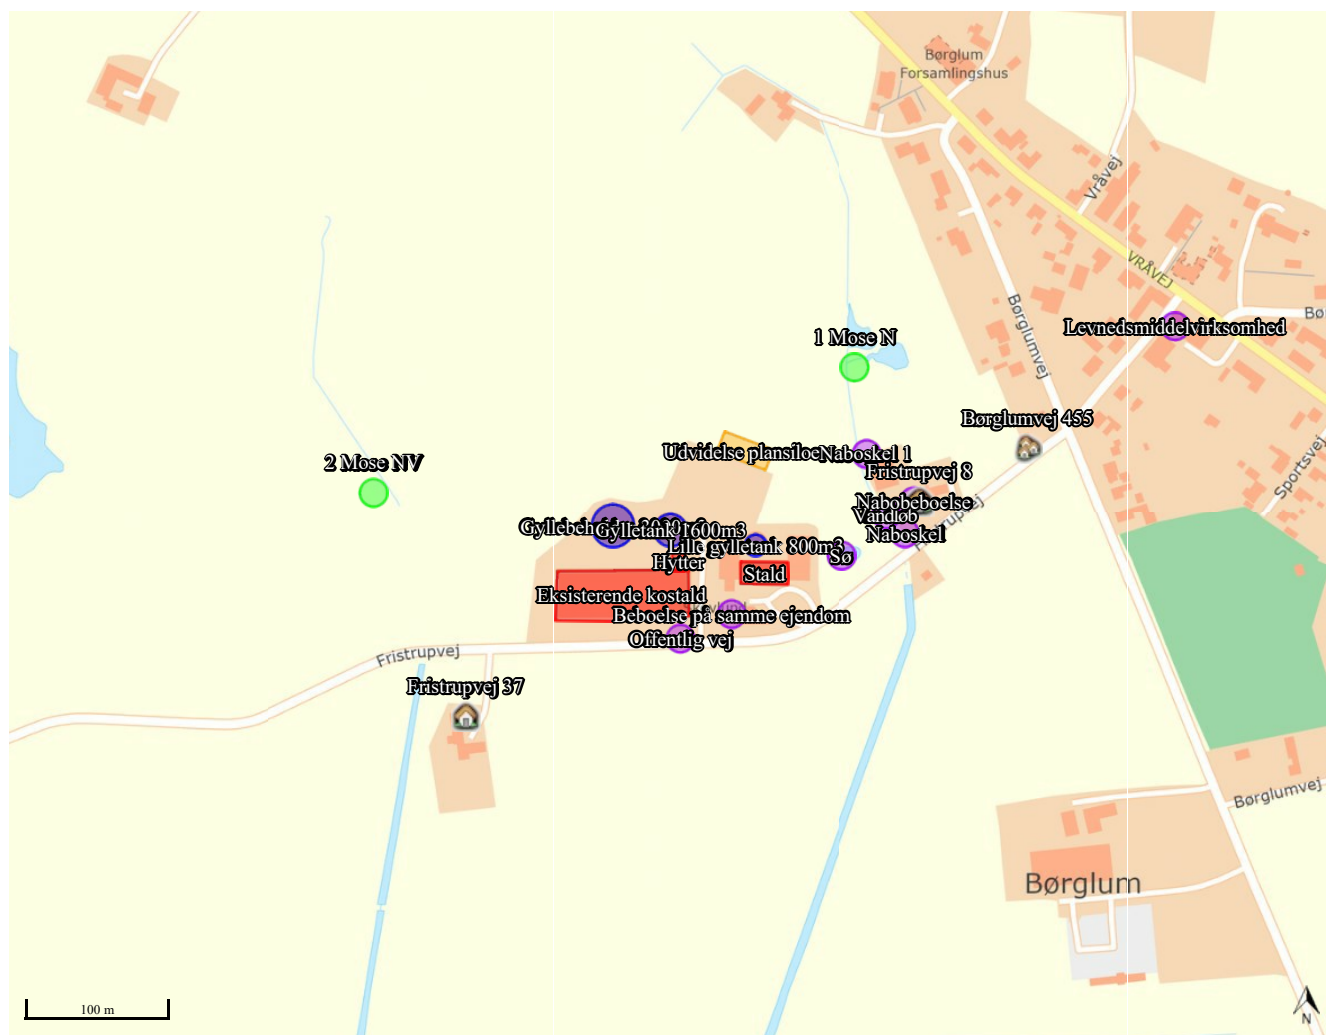 Børglum
Forsamlingshus
Vråvej
VRÅVEJ
Børglumvej
Levnedsmiddelvirksomhed
1 Mose N
Børglumvej 455
2 Mose NV
Udvidelse plansiloe
Naboskel 1
Fristrupvej 8
Sportsvej
Nabobeboelse
Vandløb
Fristrupvej
Naboskel
Gylletank 1600m3
Lille gylletank 800m3
Sø
Hytter
Stald
Eksisterende kostald
Beboelse på samme ejendom
Offentlig vej
Fristrupvej
Fristrupvej 37
Børglumvej
Børglum
100 m
N